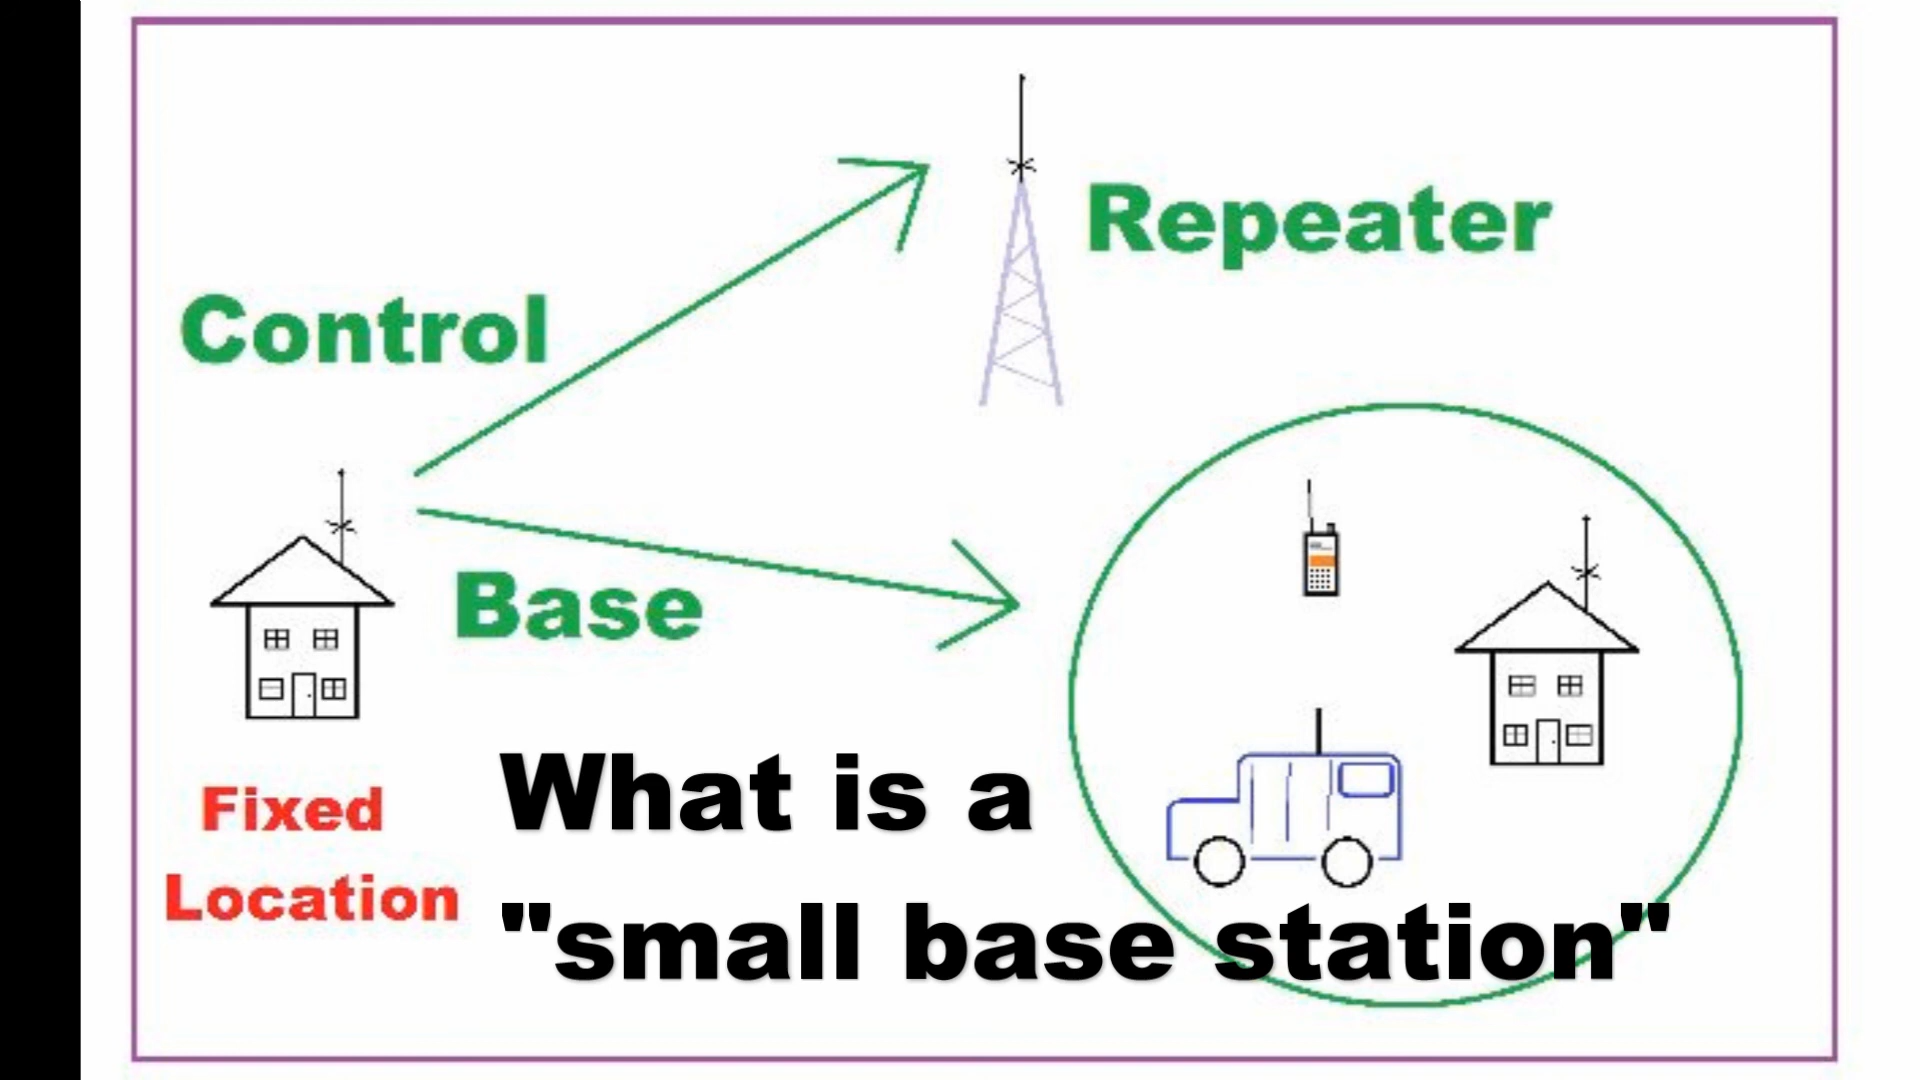 Repeater
Control
Base
Fixed
Location
What is a
"small base station"